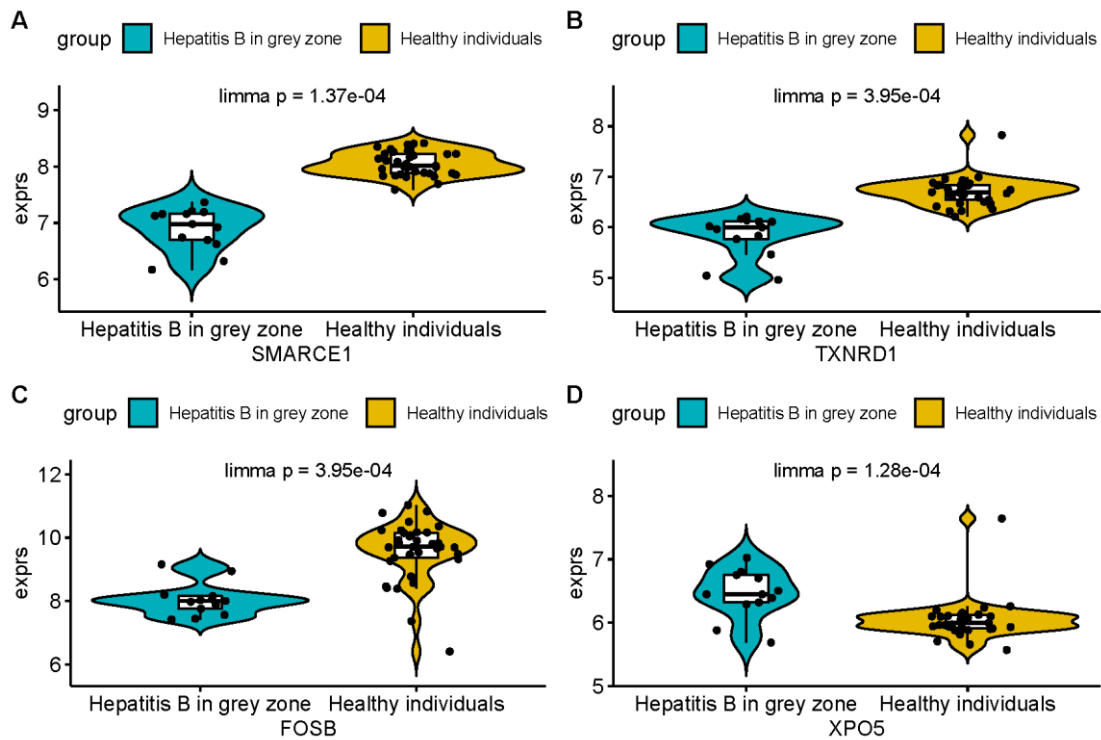 A
group Hepatitis B in grey zone Healthy individuals
limma p = 1.37e-04
exprs
9
8
7
6
Hepatitis B in grey zone Healthy individuals
SMARCE1
B
group Hepatitis B in grey zone Healthy individuals
limma p = 3.95e-04
exprs
8
7
6
5
Hepatitis B in grey zone Healthy individuals
TXNRD1
C
group Hepatitis B in grey zone Healthy individuals
limma p = 3.95e-04
exprs
12
10
8
6
Hepatitis B in grey zone Healthy individuals
FOSB
D
group Hepatitis B in grey zone Healthy individuals
limma p = 1.28e-04
exprs
8
7
6
5
Hepatitis B in grey zone Healthy individuals
XPO5